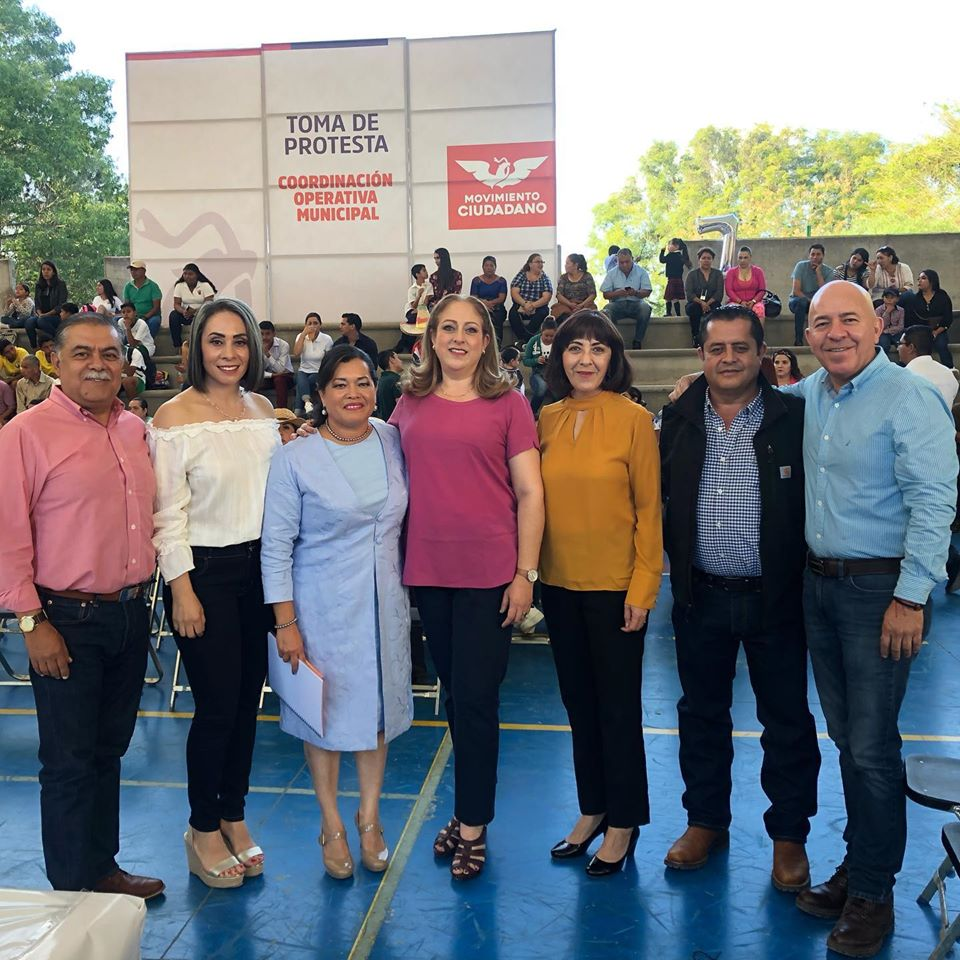 TOMA DE
PROTESTA
COORDINACIÓN
OPERATIVA
MUNICIPAL
MOVIMIENTO
CIUDADANO